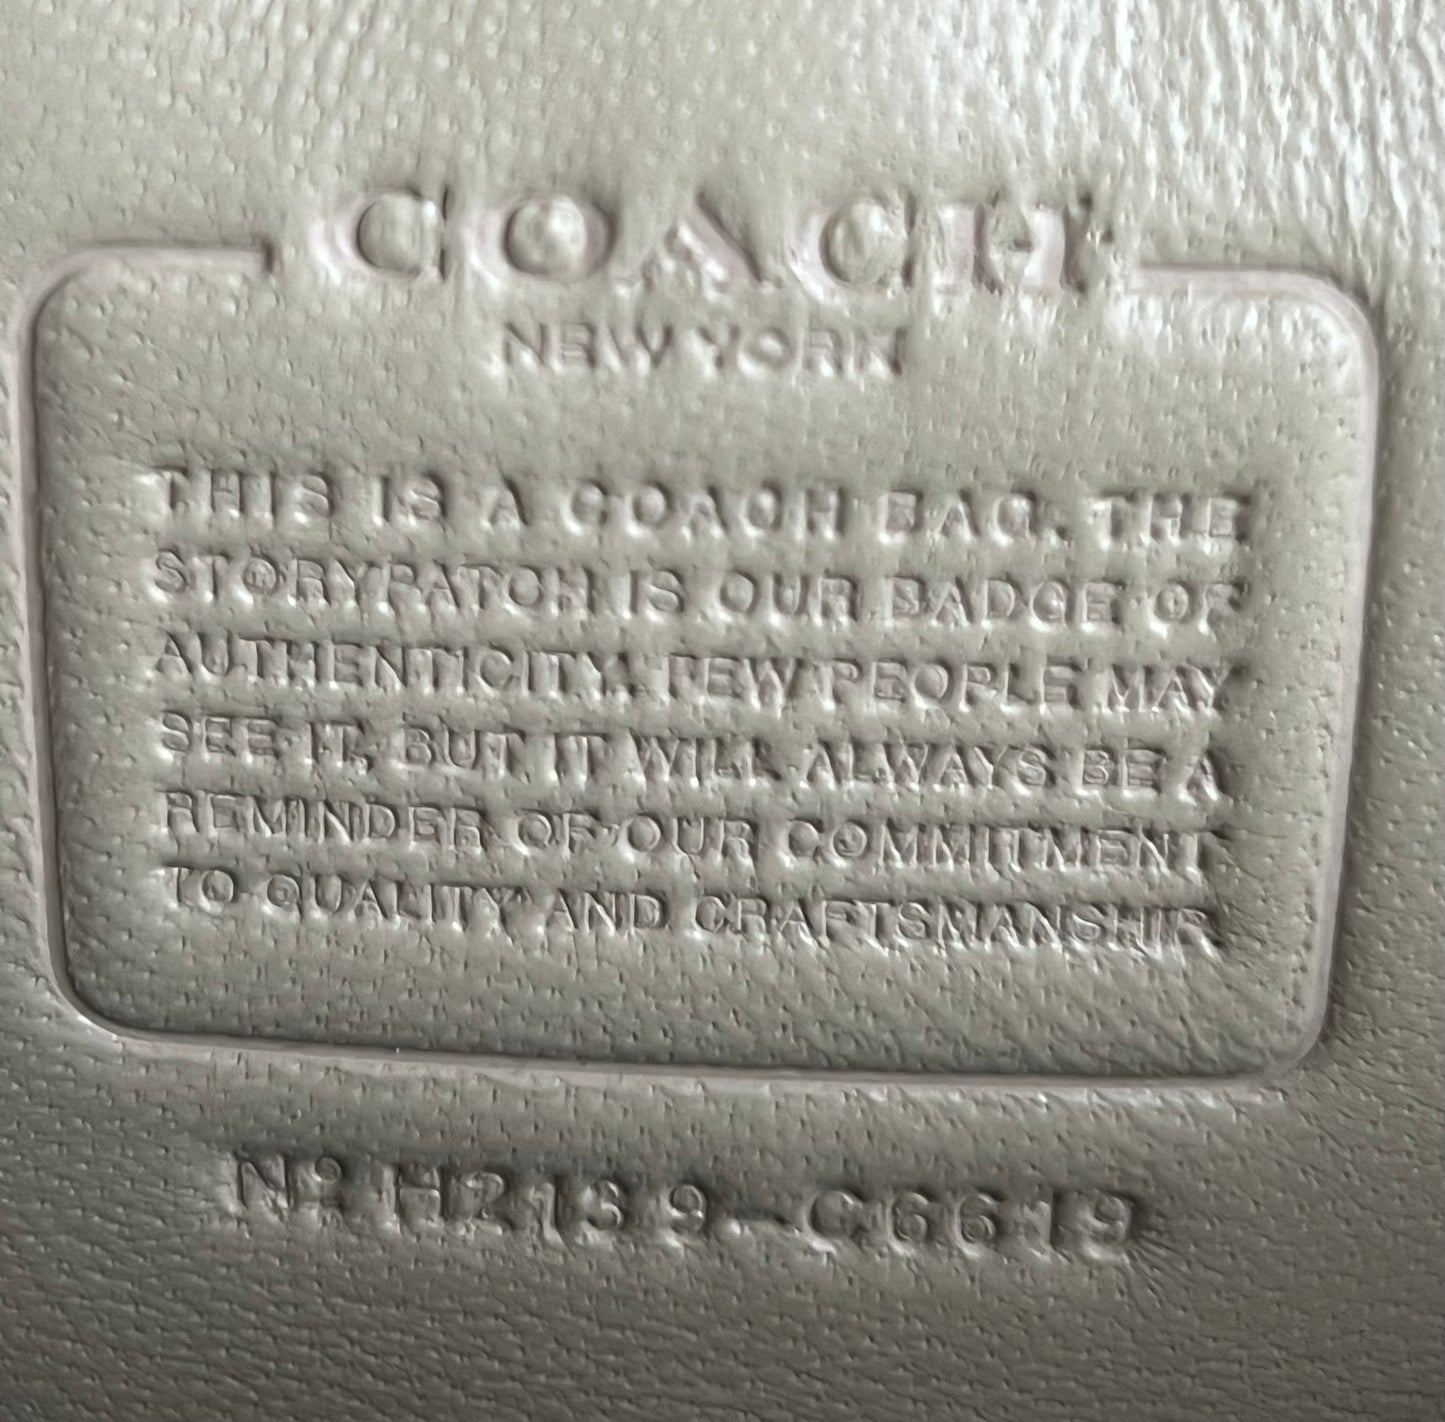 COACH
NEW YORK
THIS IS A COACH BAG. THE
STORYPATCH IS OUR BADGE OF
AUTHENTICITY. FEW PEOPLE MAY
SEE IT, BUT IT WILL ALWAYS BE A
REMINDER OF OUR COMMITMENT
TO QUALITY AND CRAFTSMANSHIP
Nº H2139-C6619